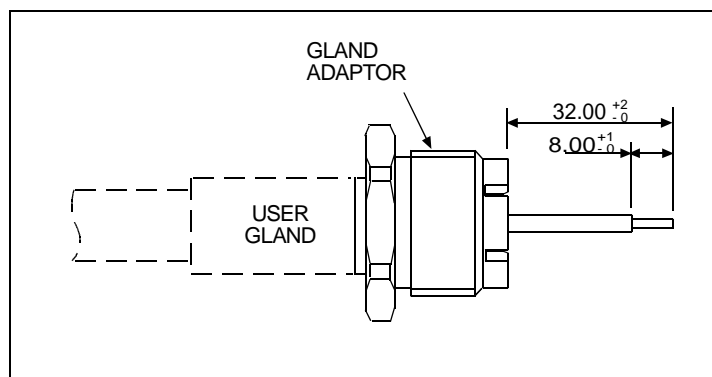 GLAND
ADAPTOR
32.00 +2 - 0
8.00 +1 - 0
USER
GLAND